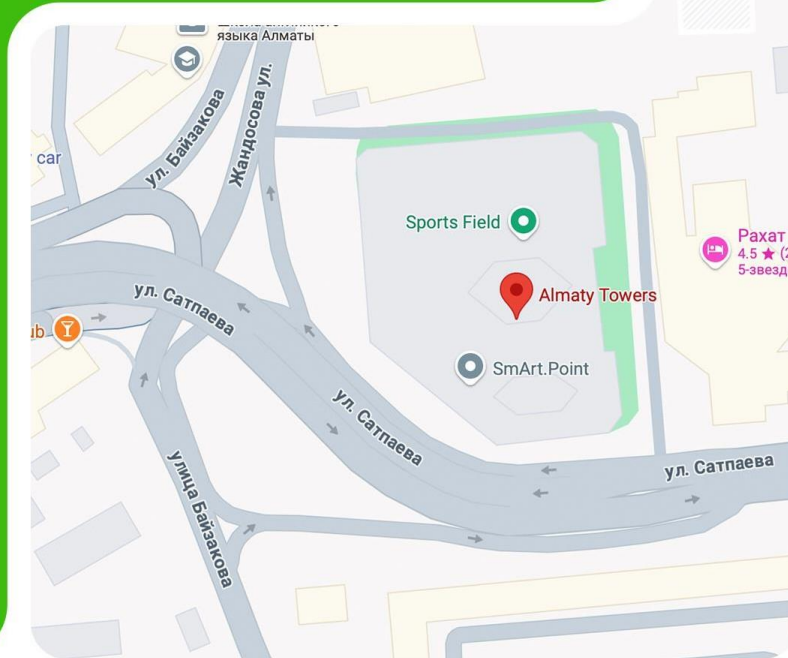 языка Алматы
car
ул. Байзакова
Жандосова ул.
Sports Field
Рахат
4.5 ★ (2
5-звезд
Almaty Towers
ул. Сатпаева
ub
SmArt.Point
ул. Сатпаева
ул. Сатпаева
улица Байзакова